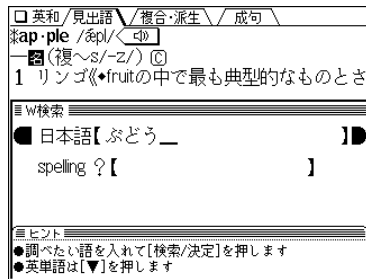 英和/見出語 複合・派生 成句
*ap·ple /ǽpl/
━名(複~s/-z/) C
1 リンゴ《◆fruitの中で最も典型的なものとさ
W検索
日本語【ぶどう_ 】
spelling ?【 】
ヒント
●調べたい語を入れて[検索/決定]を押します
●英単語は[▼]を押します